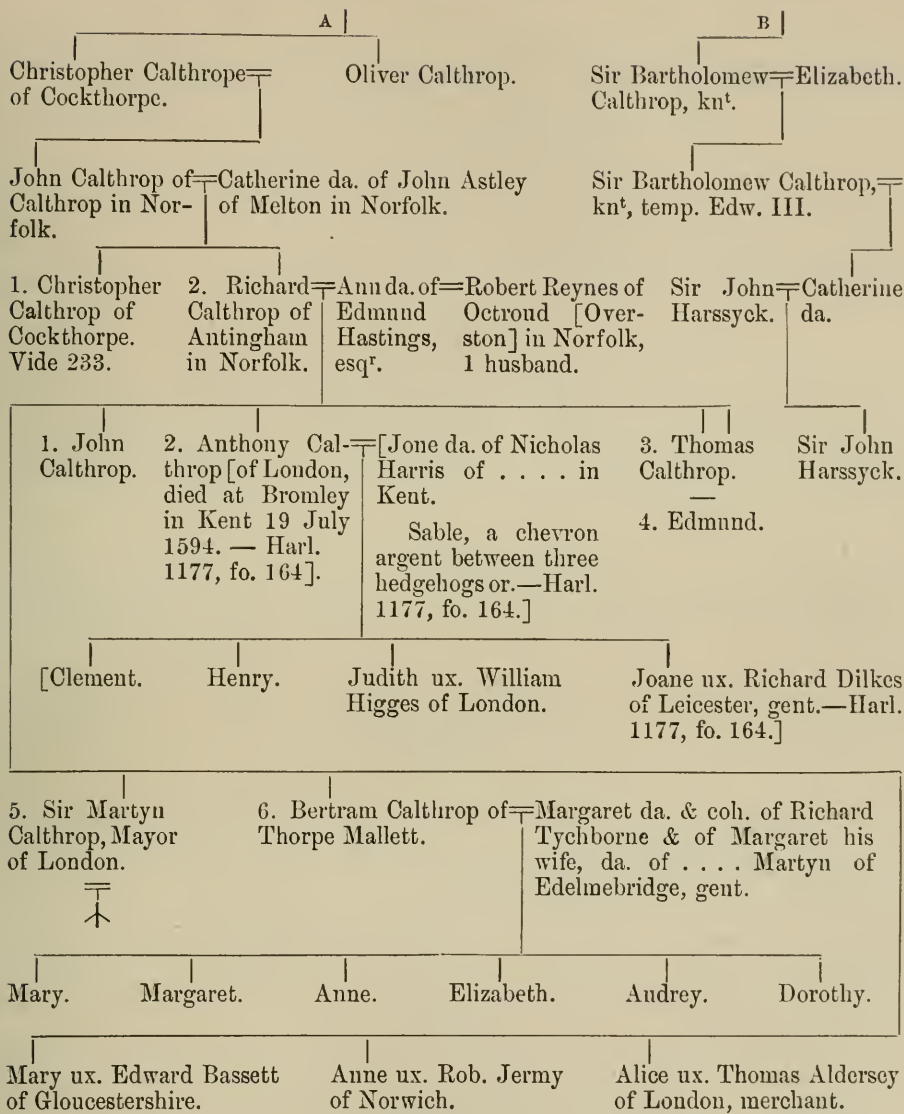 A
B
Christopher Calthrope
of Cockthorpe.
Oliver Calthrop.
Sir Bartholomew
Calthrop, knt.
Elizabeth.
John Calthrop of
Calthrop in Nor-
folk.
Catherine da. of John Astley
of Melton in Norfolk.
Sir Bartholomew Calthrop,
knt, temp. Edw. III.
1. Christopher
Calthrop of
Cockthorpe.
Vide 233.
2. Richard
Calthrop of
Antingham
in Norfolk.
Ann da. of
Edmund
Hastings,
esqr.
Robert Reynes of
Octroud [Over-
ston] in Norfolk,
1 husband.
Sir John
Harssyck.
Catherine
da.
1. John
Calthrop.
2. Anthony Cal-
throp [of London,
died at Bromley
in Kent 19 July
1594. — Harl.
1177, fo. 164].
[Jone da. of Nicholas
Harris of . . . . in
Kent.
Sable, a chevron
argent between three
hedgehogs or.—Harl.
1177, fo. 164.]
3. Thomas
Calthrop.
—
4. Edmund.
Sir John
Harssyck.
[Clement.
Henry.
Judith ux. William
Higges of London.
Joane ux. Richard Dilkes
of Leicester, gent.—Harl.
1177, fo. 164.]
5. Sir Martyn
Calthrop, Mayor
of London.
6. Bertram Calthrop of
Thorpe Mallett.
Margaret da. & coh. of Richard
Tychborne & of Margaret his
wife, da. of . . . . Martyn of
Edelmebridge, gent.
Mary.
Margaret.
Anne.
Elizabeth.
Audrey.
Dorothy.
Mary ux. Edward Bassett
of Gloucestershire.
Anne ux. Rob. Jermy
of Norwich.
Alice ux. Thomas Aldersey
of London, merchant.